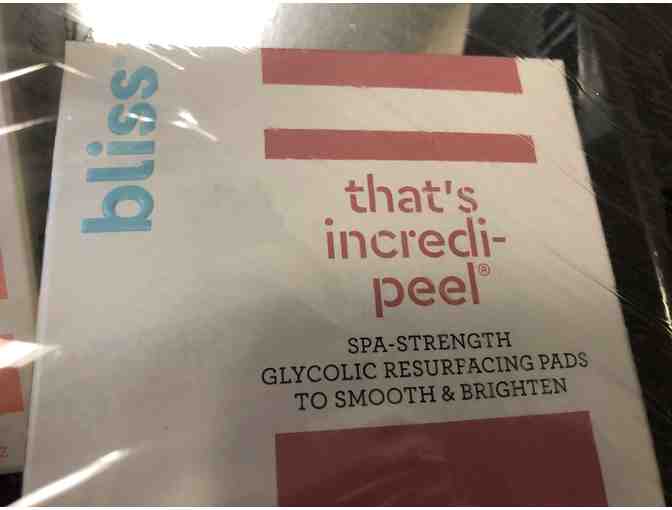 bliss
that's
incredi-
peel®
SPA-STRENGTH
GLYCOLIC RESURFACING PADS
TO SMOOTH & BRIGHTEN